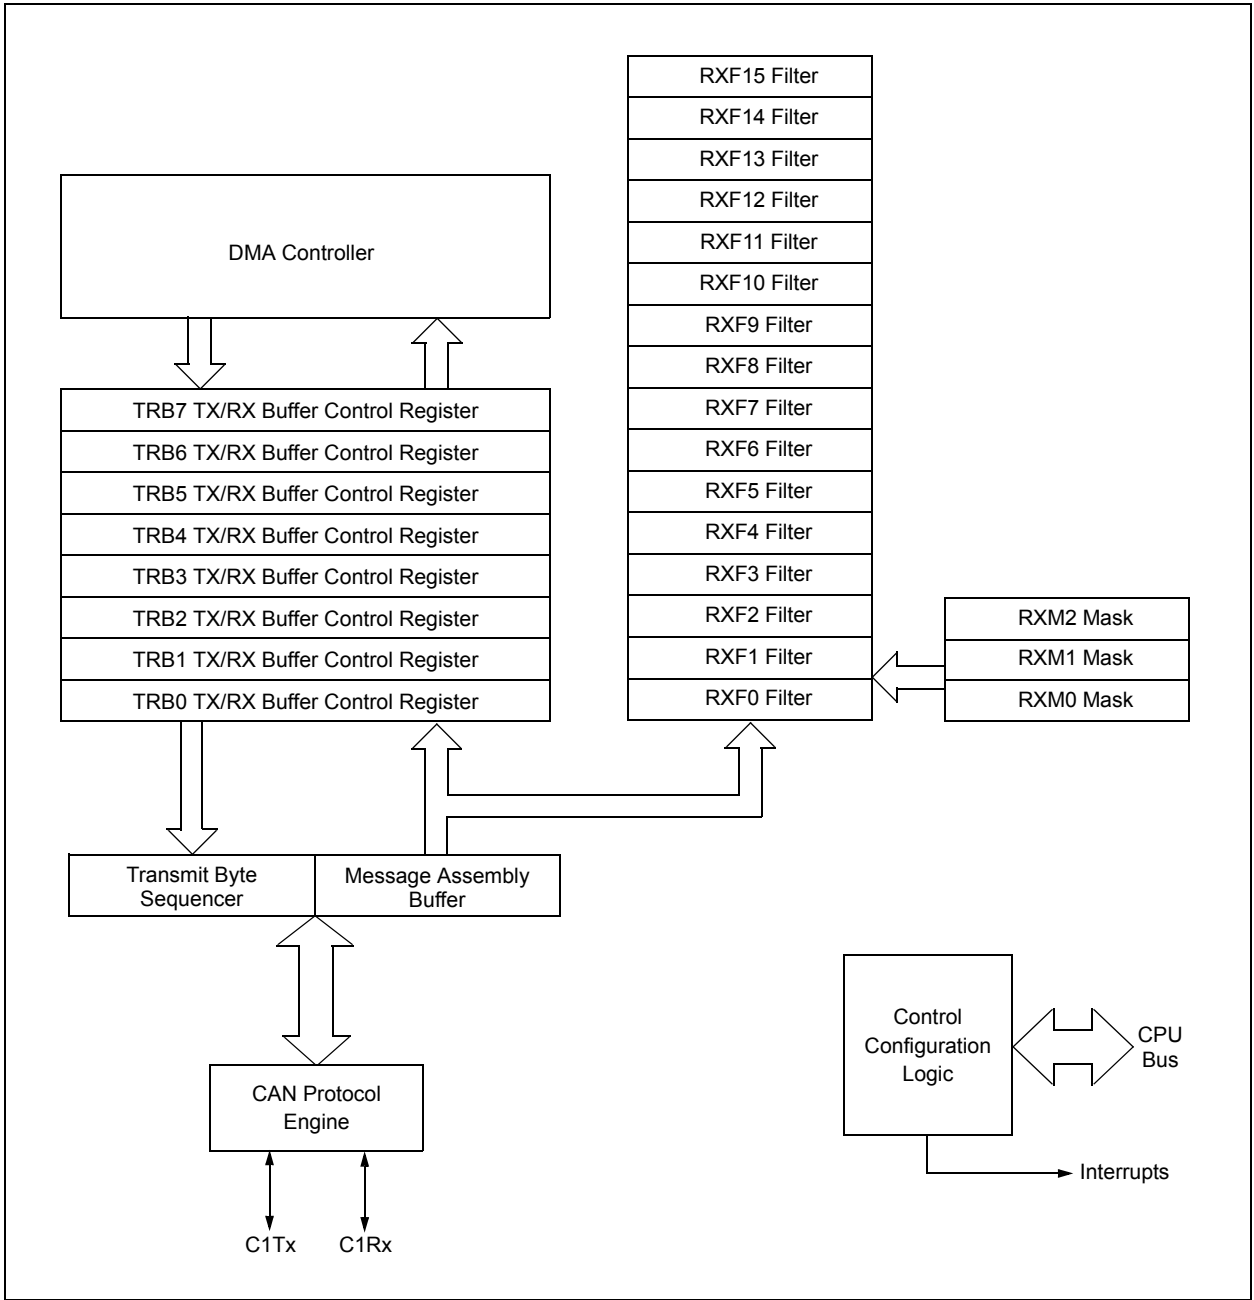 DMA Controller
TRB7 TX/RX Buffer Control Register
TRB6 TX/RX Buffer Control Register
TRB5 TX/RX Buffer Control Register
TRB4 TX/RX Buffer Control Register
TRB3 TX/RX Buffer Control Register
TRB2 TX/RX Buffer Control Register
TRB1 TX/RX Buffer Control Register
TRB0 TX/RX Buffer Control Register
RXF15 Filter
RXF14 Filter
RXF13 Filter
RXF12 Filter
RXF11 Filter
RXF10 Filter
RXF9 Filter
RXF8 Filter
RXF7 Filter
RXF6 Filter
RXF5 Filter
RXF4 Filter
RXF3 Filter
RXF2 Filter
RXF1 Filter
RXF0 Filter
RXM2 Mask
RXM1 Mask
RXM0 Mask
Transmit Byte
Sequencer
Message Assembly
Buffer
CAN Protocol
Engine
C1Tx
C1Rx
Control
Configuration
Logic
CPU
Bus
Interrupts